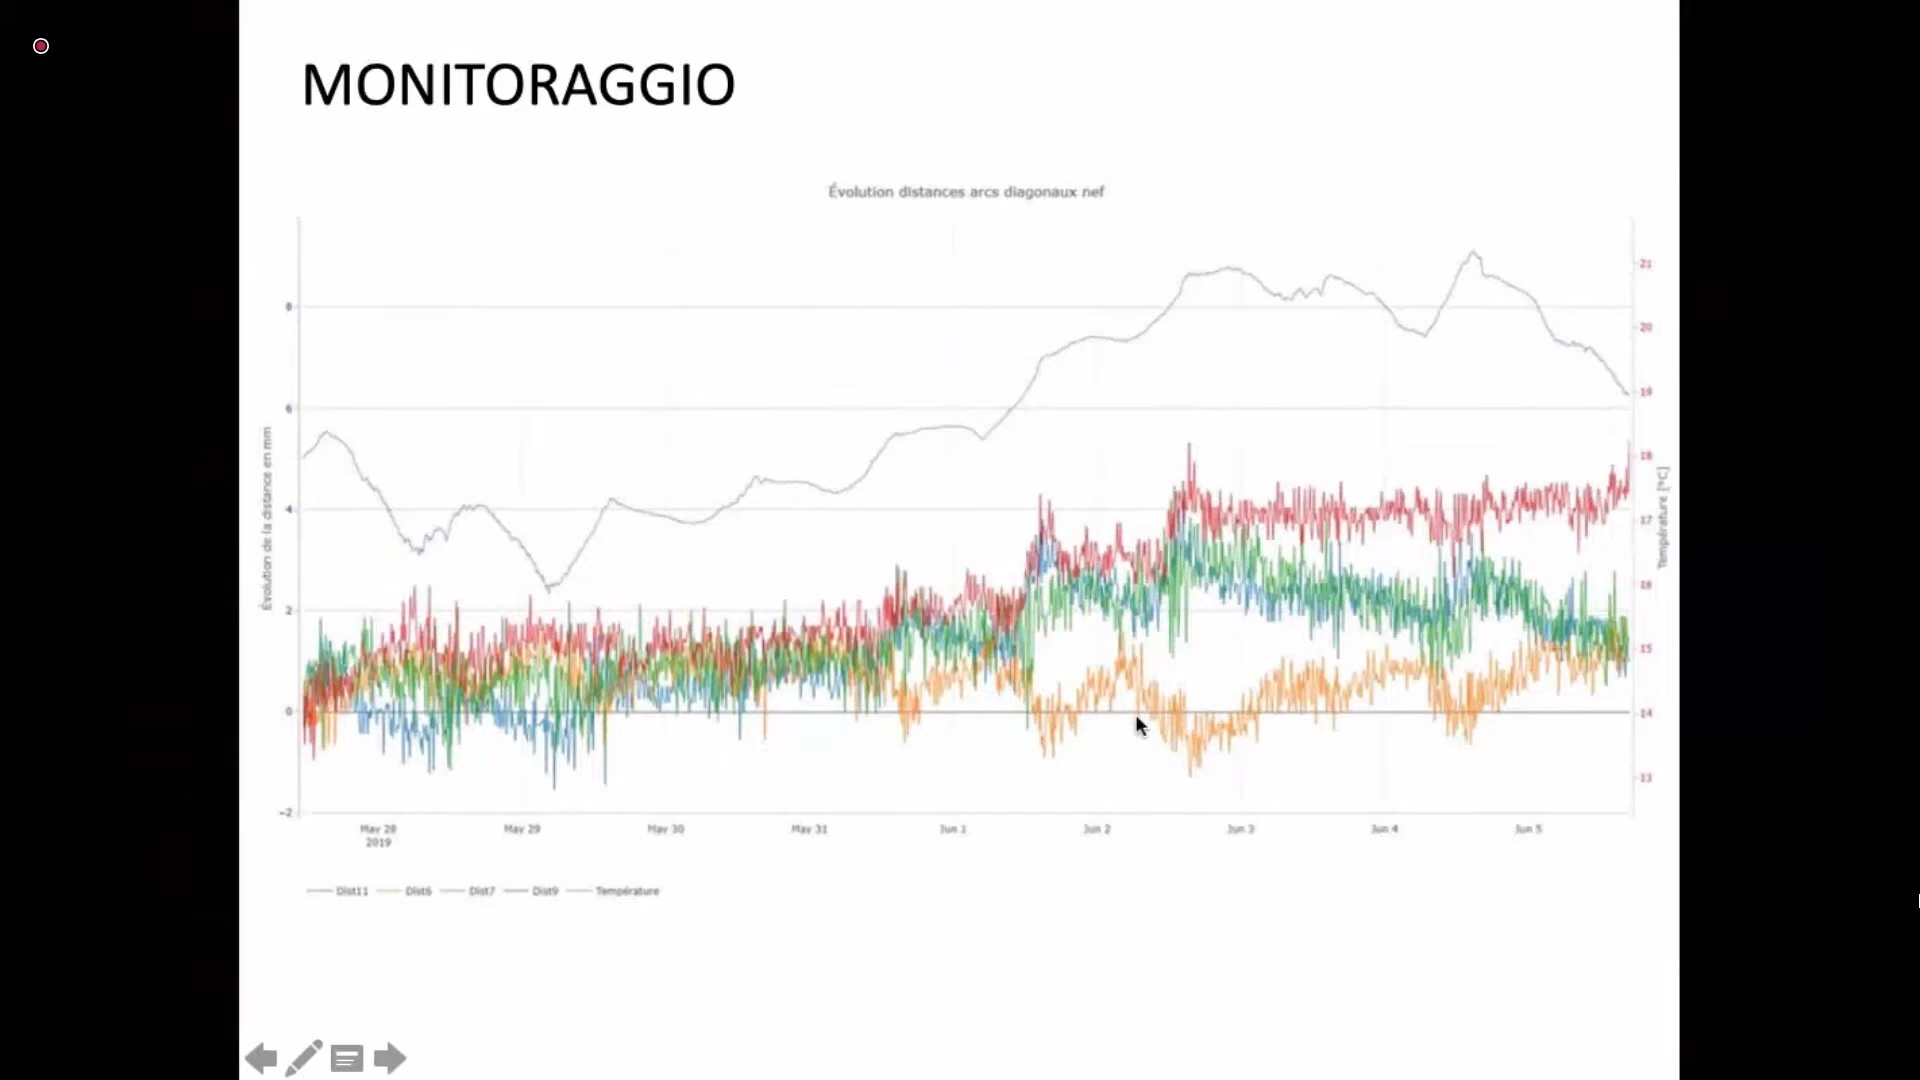 MONITORAGGIO
Évolution distances arcs diagonaux nef
Évolution de la distance en mm
8
6
4
2
0
−2
21
20
19
18
17
16
15
14
13
Température [°C]
May 28
2019
May 29
May 30
May 31
Jun 1
Jun 2
Jun 3
Jun 4
Jun 5
Dist11 Dist6 Dist7 Dist9 Température